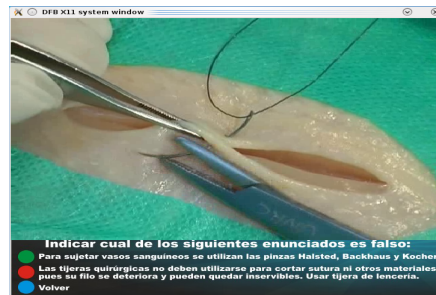 DFB X11 system window
Indicar cual de los siguientes enunciados es falso:
Para sujetar vasos sanguíneos se utilizan las pinzas Halsted, Backhaus y Kocher
Las tijeras quirúrgicas no deben utilizarse para cortar sutura ni otros materiales
pues su filo se deteriora y pueden quedar inservibles. Usar tijera de lencería.
Volver